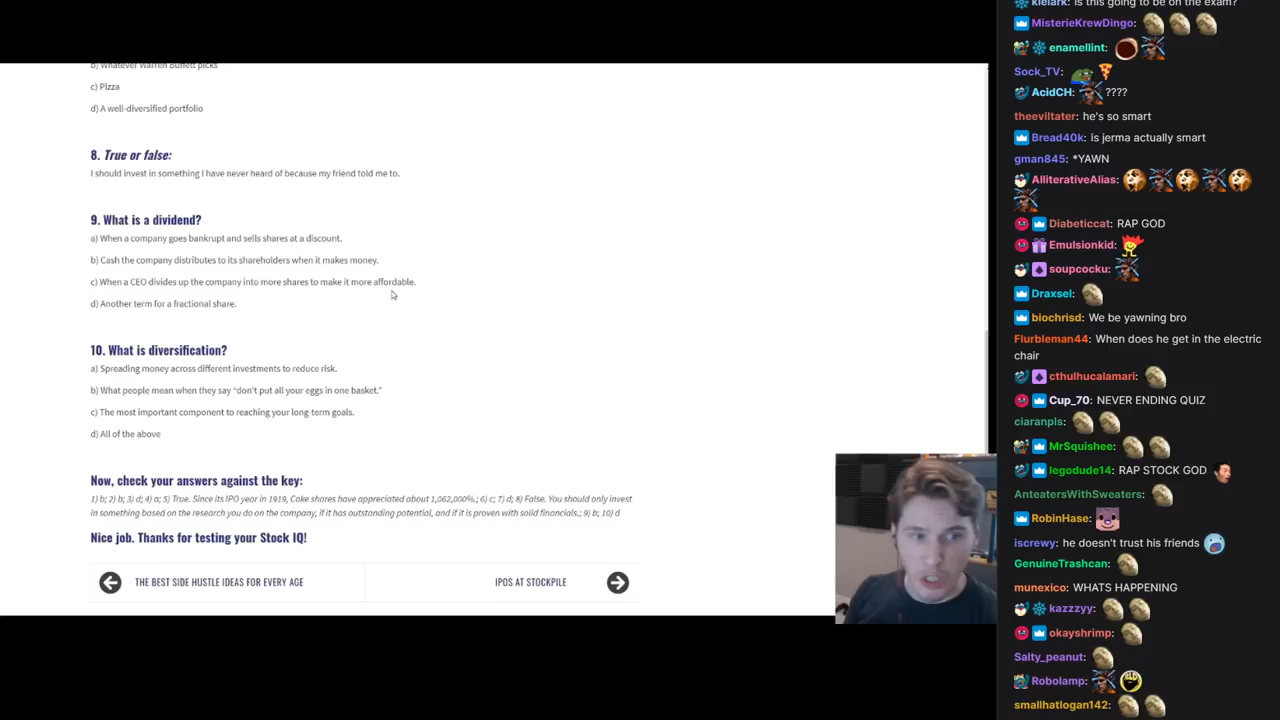 b) Whatever Warren Buffett picks
c) Pizza
d) A well-diversified portfolio
8. True or false:
I should invest in something I have never heard of because my friend told me to.
9. What is a dividend?
a) When a company goes bankrupt and sells shares at a discount.
b) Cash the company distributes to its shareholders when it makes money.
c) When a CEO divides up the company into more shares to make it more affordable.
d) Another term for a fractional share.
10. What is diversification?
a) Spreading money across different investments to reduce risk.
b) What people mean when they say “don’t put all your eggs in one basket.”
c) The most important component to reaching your long-term goals.
d) All of the above
Now, check your answers against the key:
1) b; 2) b; 3) d; 4) a; 5) True. Since its IPO year in 1919, Coke shares have appreciated about 1,062,000%.; 6) c; 7) d; 8) False. You should only invest
in something based on the research you do on the company, if it has outstanding potential, and if it is proven with solid financials.; 9) b; 10) d
Nice job. Thanks for testing your Stock IQ!
THE BEST SIDE HUSTLE IDEAS FOR EVERY AGE
IPOS AT STOCKPILE
kielark: is this going to be on the exam?
MisterieKrewDingo:
enamellint:
Sock_TV:
AcidCH: ????
theeviltater: he's so smart
Bread40k: is jerma actually smart
gman845: *YAWN
AlliterativeAlias:
Diabeticcat: RAP GOD
Emulsionkid:
soupcocku:
Draxsel:
biochrisd: We be yawning bro
Flurbleman44: When does he get in the electric
chair
cthulhucalamari:
Cup_70: NEVER ENDING QUIZ
ciaranpls:
MrSquishee:
legodude14: RAP STOCK GOD
AnteatersWithSweaters:
RobinHase:
iscrewy: he doesn't trust his friends
GenuineTrashcan:
munexico: WHATS HAPPENING
kazzzyy:
okayshrimp:
Salty_peanut:
Robolamp:
smallhatlogan142: